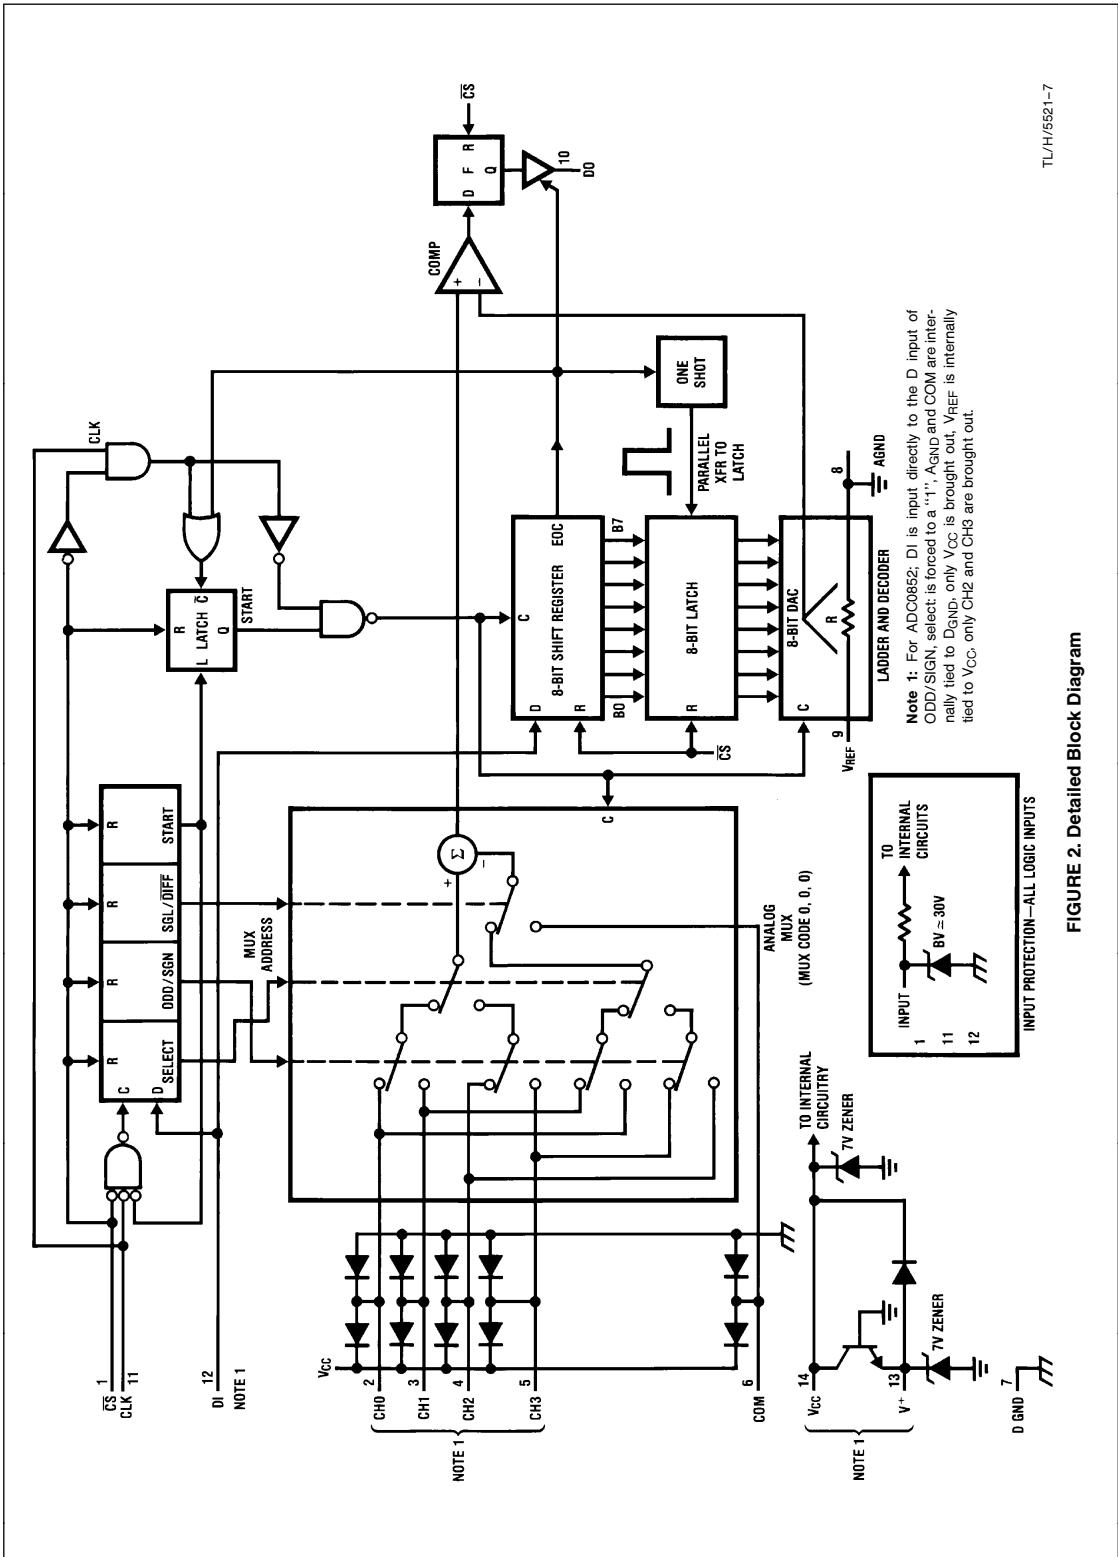 CS
1
CLK
11
12
DI
NOTE 1
C
D
R
R
R
R
SELECT
ODD/SGN
SGL/DIFF
START
MUX
ADDRESS
CLK
R
L LATCH C
Q
START
VCC
2
CH0
3
CH1
4
CH2
5
CH3
NOTE 1
6
COM
+
Σ
−
C
ANALOG
MUX
(MUX CODE 0, 0, 0)
D
C
8-BIT SHIFT REGISTER
EOC
R
B0
B7
R
8-BIT LATCH
CS
ONE
SHOT
PARALLEL
XFR TO
LATCH
C
8-BIT DAC
R
9
VREF
8
AGND
LADDER AND DECODER
COMP
+
−
D F R
Q
CS
10
DO
14
VCC
NOTE 1
13
V+
7V ZENER
TO INTERNAL
CIRCUITRY
7V ZENER
7
D GND
INPUT
TO
INTERNAL
CIRCUITS
1
11
12
BV ≃ 30V
INPUT PROTECTION—ALL LOGIC INPUTS
Note 1: For ADC0852; DI is input directly to the D input of
ODD/SIGN, select is forced to a "1", AGND and COM are inter-
nally tied to DGND, only VCC is brought out, VREF is internally
tied to VCC, only CH2 and CH3 are brought out.
TL/H/5521–7
FIGURE 2. Detailed Block Diagram